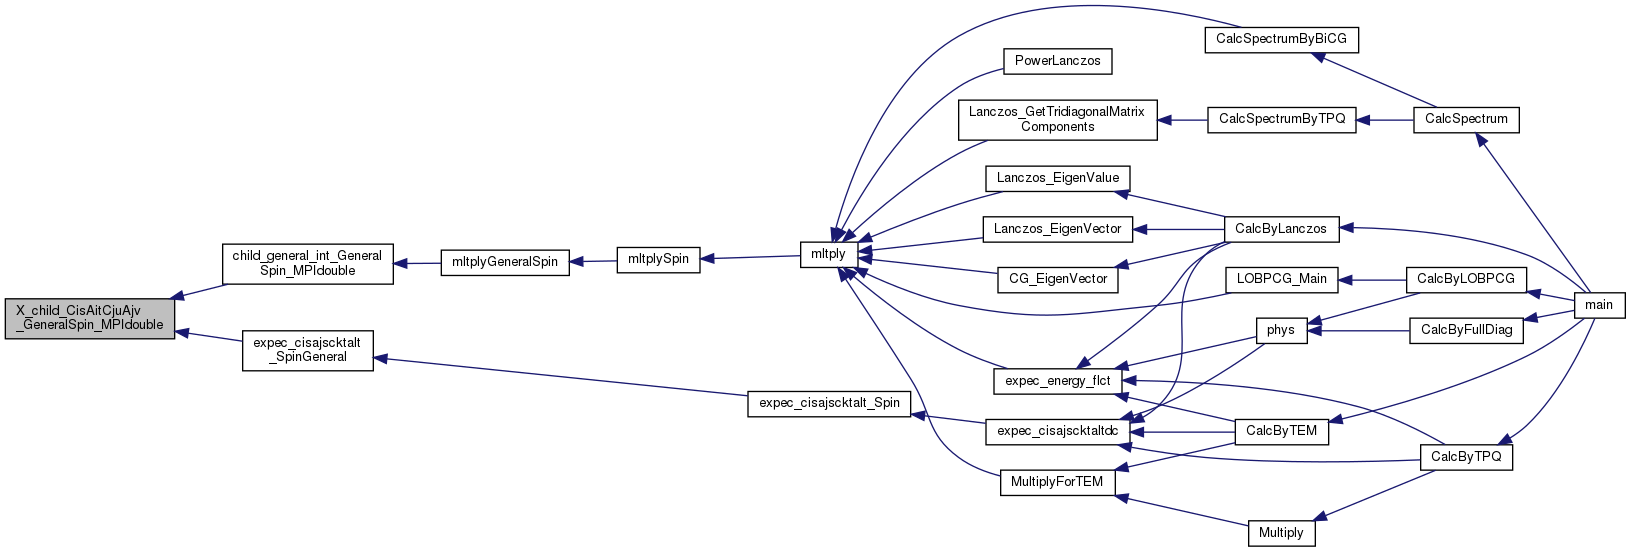 X_child_CisAitCjuAjv
_GeneralSpin_MPIdouble
child_general_int_General
Spin_MPIdouble
expec_cisajscktalt
_SpinGeneral
mltplyGeneralSpin
mltplySpin
expec_cisajscktalt_Spin
mltply
CalcSpectrumByBiCG
PowerLanczos
Lanczos_GetTridiagonalMatrix
Components
CalcSpectrumByTPQ
CalcSpectrum
Lanczos_EigenValue
Lanczos_EigenVector
CalcByLanczos
CG_EigenVector
LOBPCG_Main
CalcByLOBPCG
main
phys
CalcByFullDiag
expec_energy_flct
expec_cisajscktaltdc
CalcByTEM
CalcByTPQ
MultiplyForTEM
Multiply